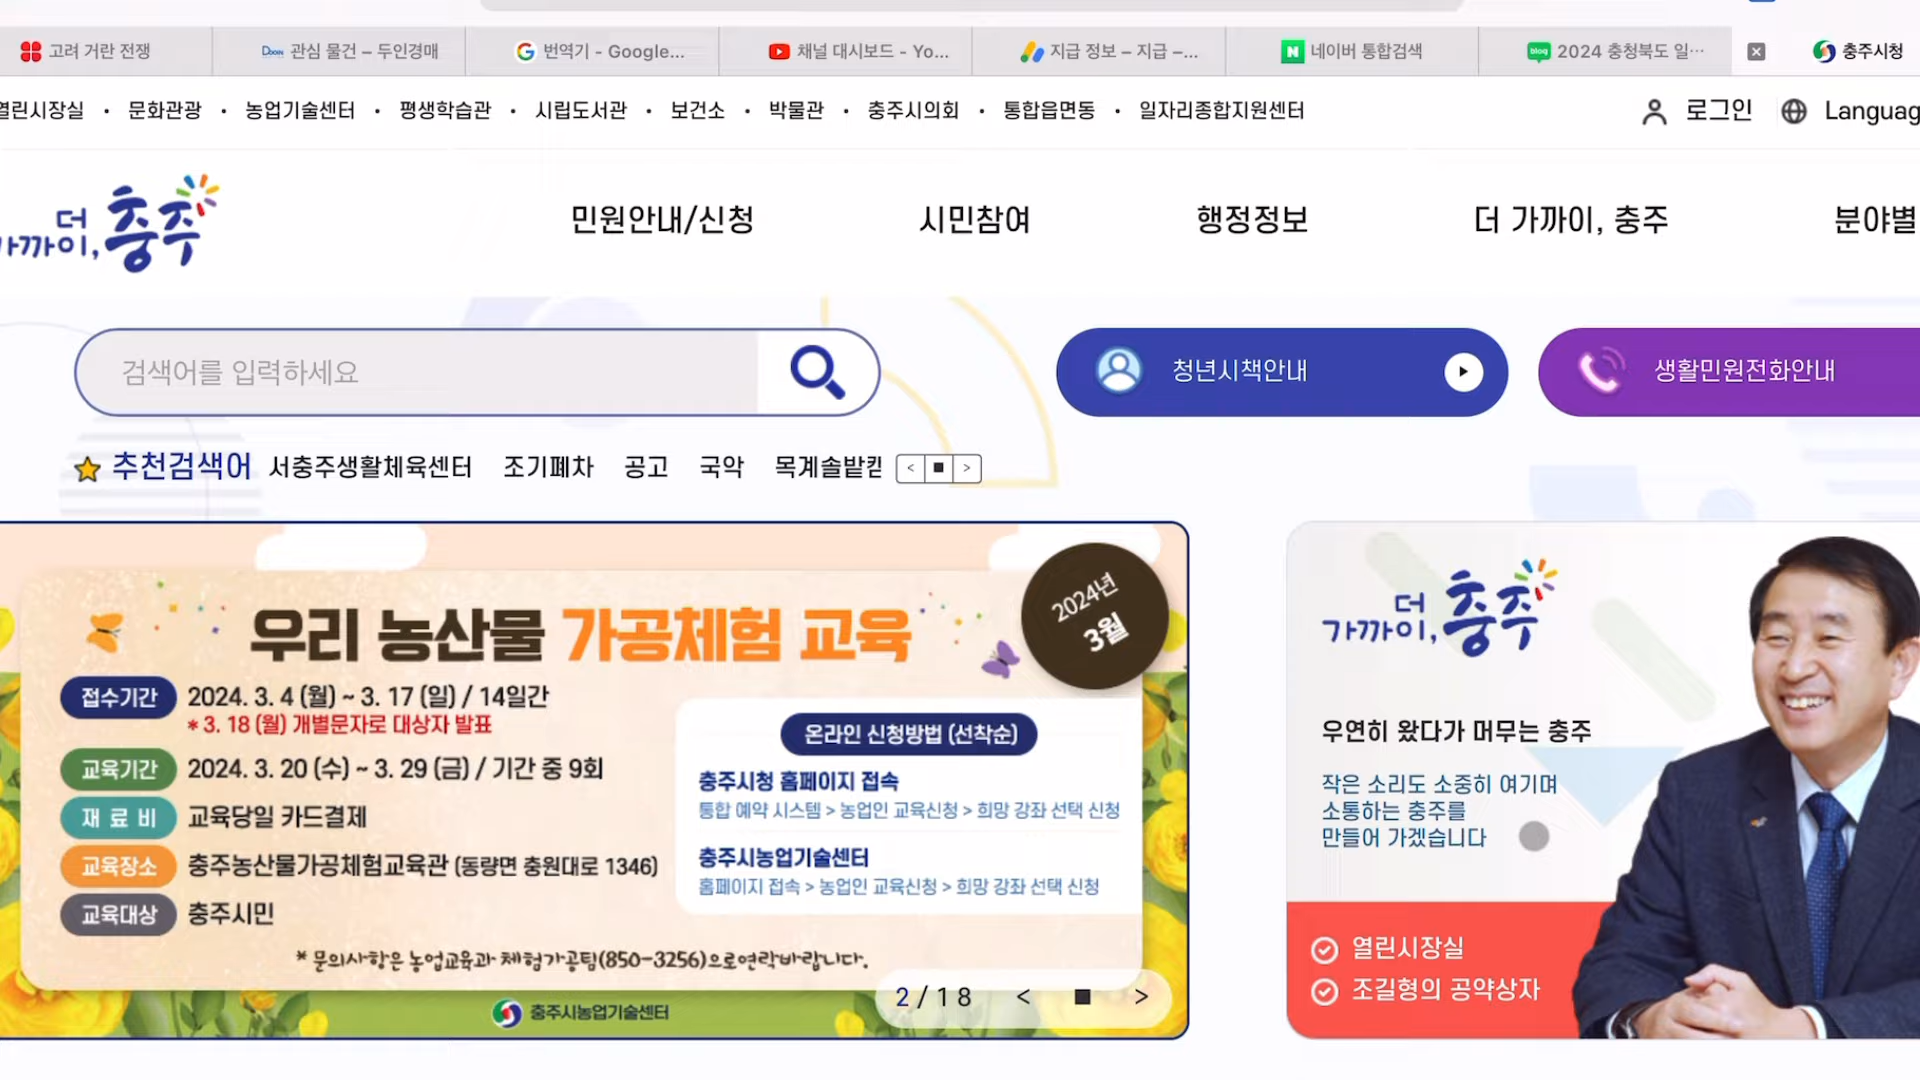 고려 거란 전쟁
관심 물건 – 두인경매
번역기 - Google...
채널 대시보드 - Yo...
지급 정보 – 지급 –...
네이버 통합검색
2024 충청북도 일...
충주시청
열린시장실 · 문화관광 · 농업기술센터 · 평생학습관 · 시립도서관 · 보건소 · 박물관 · 충주시의회 · 통합읍면동 · 일자리종합지원센터
로그인
Languag
더 가까이, 충주
민원안내/신청
시민참여
행정정보
더 가까이, 충주
분야별
검색어를 입력하세요
청년시책안내
생활민원전화안내
추천검색어 서충주생활체육센터 조기폐차 공고 국악 목계솔밭캠
< ■ >
2024년
3월
우리 농산물 가공체험 교육
접수기간 2024. 3. 4 (월) ~ 3. 17 (일) / 14일간
* 3. 18 (월) 개별문자로 대상자 발표
교육기간 2024. 3. 20 (수) ~ 3. 29 (금) / 기간 중 9회
재 료 비 교육당일 카드결제
교육장소 충주농산물가공체험교육관 (동량면 충원대로 1346)
교육대상 충주시민
온라인 신청방법 (선착순)
충주시청 홈페이지 접속
통합 예약 시스템 > 농업인 교육신청 > 희망 강좌 선택 신청
충주시농업기술센터
홈페이지 접속 > 농업인 교육신청 > 희망 강좌 선택 신청
* 문의사항은 농업교육과 체험가공팀(850-3256)으로연락바랍니다.
충주시농업기술센터
2 / 18 < ■ >
더 가까이, 충주
우연히 왔다가 머무는 충주
작은 소리도 소중히 여기며
소통하는 충주를
만들어 가겠습니다
열린시장실
조길형의 공약상자